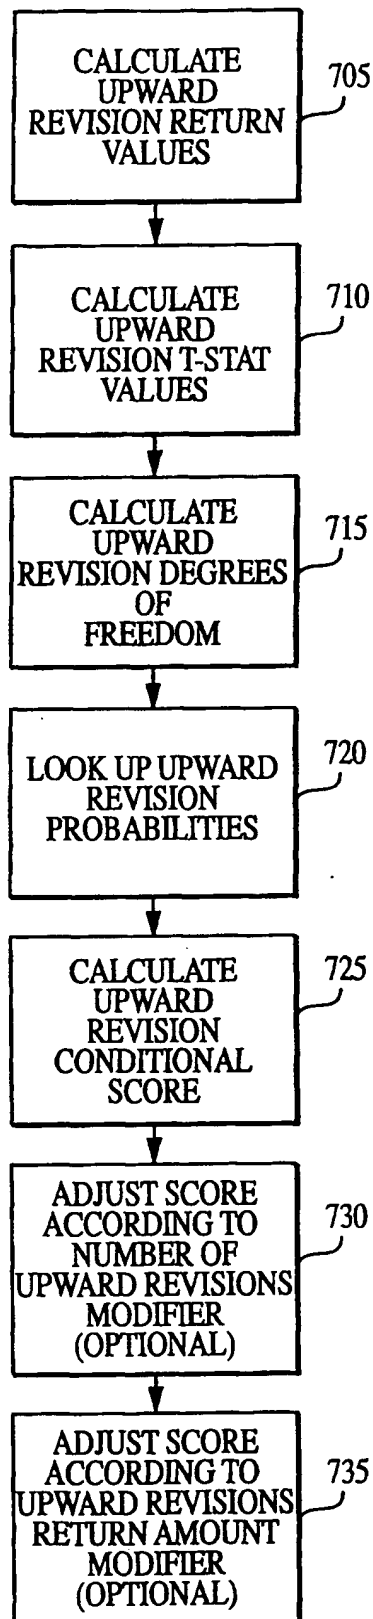 CALCULATE
UPWARD
REVISION RETURN
VALUES
705
CALCULATE
UPWARD
REVISION T-STAT
VALUES
710
CALCULATE
UPWARD
REVISION DEGREES
OF
FREEDOM
715
LOOK UP UPWARD
REVISION
PROBABILITIES
720
CALCULATE
UPWARD
REVISION
CONDITIONAL
SCORE
725
ADJUST SCORE
ACCORDING TO
NUMBER OF
UPWARD REVISIONS
MODIFIER
(OPTIONAL)
730
ADJUST SCORE
ACCORDING TO
UPWARD REVISIONS
RETURN AMOUNT
MODIFIER
(OPTIONAL)
735